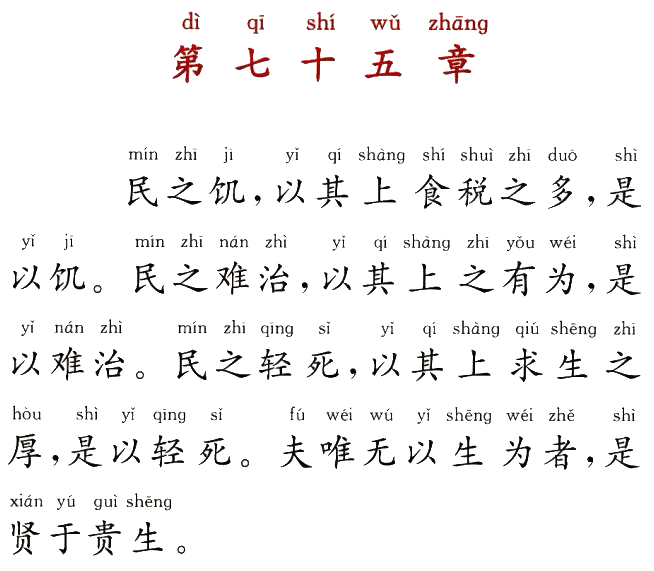 dì qī shí wǔ zhāng
第七十五章
mín zhī jī yǐ qí shàng shí shuì zhī duō shì
民之饥，以其上食税之多，是
yǐ jī mín zhī nán zhì yǐ qí shàng zhī yǒu wéi shì
以饥。民之难治，以其上之有为，是
yǐ nán zhì mín zhī qīng sǐ yǐ qí shàng qiú shēng zhī
以难治。民之轻死，以其上求生之
hòu shì yǐ qīng sǐ fú wéi wú yǐ shēng wéi zhě shì
厚，是以轻死。夫唯无以生为者，是
xián yú guì shēng
贤于贵生。